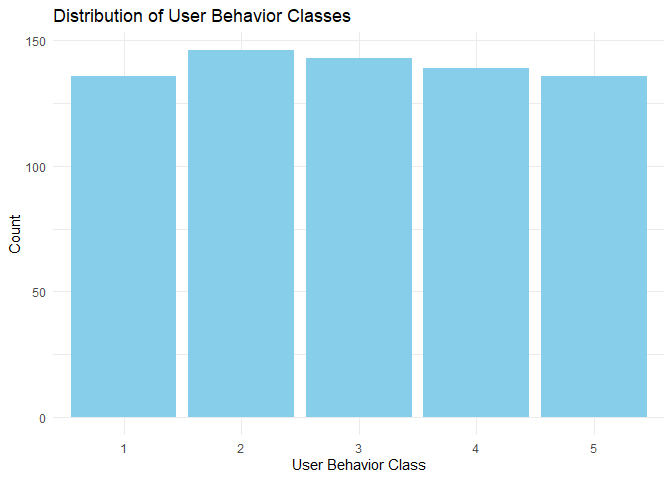 Distribution of User Behavior Classes
150
100
50
0
Count
1 2 3 4 5
User Behavior Class